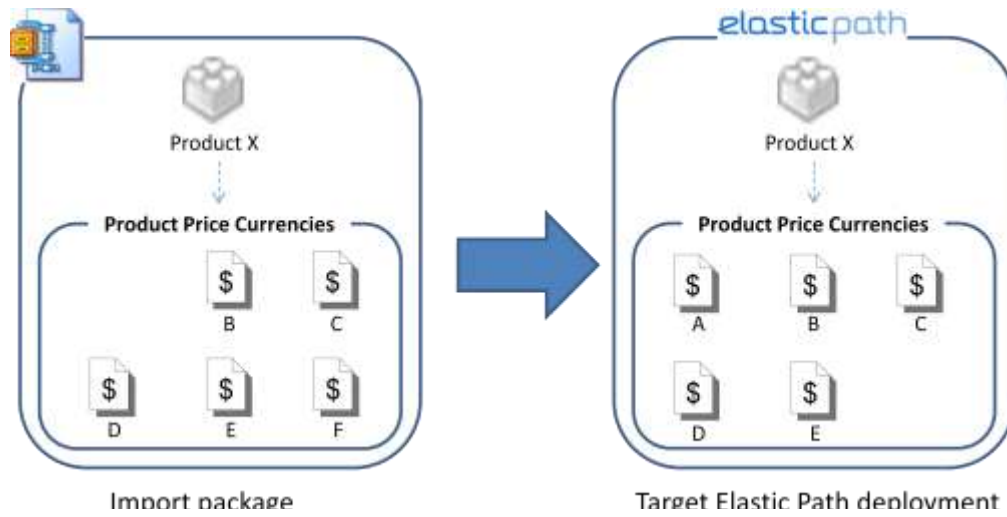 elasticpath
Product X
Product X
Product Price Currencies
Product Price Currencies
$ $
B C
$ $ $
D E F
$ $ $
A B C
$ $
D E
Import package
Target Elastic Path deployment